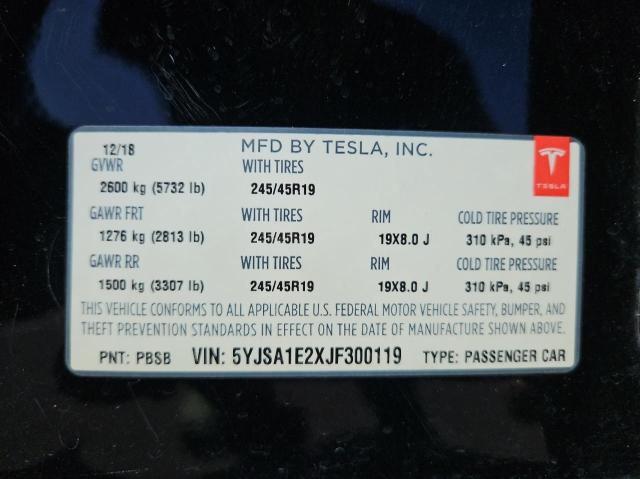 12/18 MFD BY TESLA, INC.
GVWR WITH TIRES
2600 kg (5732 lb) 245/45R19
TESLA
GAWR FRT WITH TIRES RIM COLD TIRE PRESSURE
1276 kg (2813 lb) 245/45R19 19X8.0 J 310 kPa, 45 psi
GAWR RR WITH TIRES RIM COLD TIRE PRESSURE
1500 kg (3307 lb) 245/45R19 19X8.0 J 310 kPa, 45 psi
THIS VEHICLE CONFORMS TO ALL APPLICABLE U.S. FEDERAL MOTOR VEHICLE SAFETY, BUMPER, AND
THEFT PREVENTION STANDARDS IN EFFECT ON THE DATE OF MANUFACTURE SHOWN ABOVE.
PNT: PBSB VIN: 5YJSA1E2XJF300119 TYPE: PASSENGER CAR